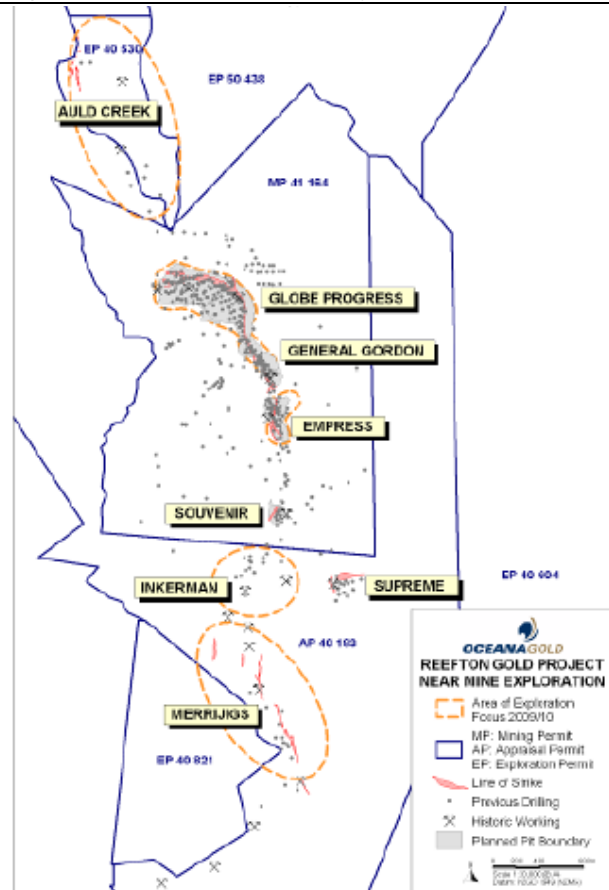 EP 40 530
EP 50 438
AULD CREEK
MP 41 164
GLOBE PROGRESS
GENERAL GORDON
EMPRESS
SOUVENIR
INKERMAN
SUPREME
EP 40 604
AP 40 183
MERRIJIGS
EP 40 821
OCEANAGOLD
REEFTON GOLD PROJECT
NEAR MINE EXPLORATION
Area of Exploration
Focus 2009/10
MP: Mining Permit
AP: Appraisal Permit
EP: Exploration Permit
Line of Strike
Previous Drilling
Historic Working
Planned Pit Boundary